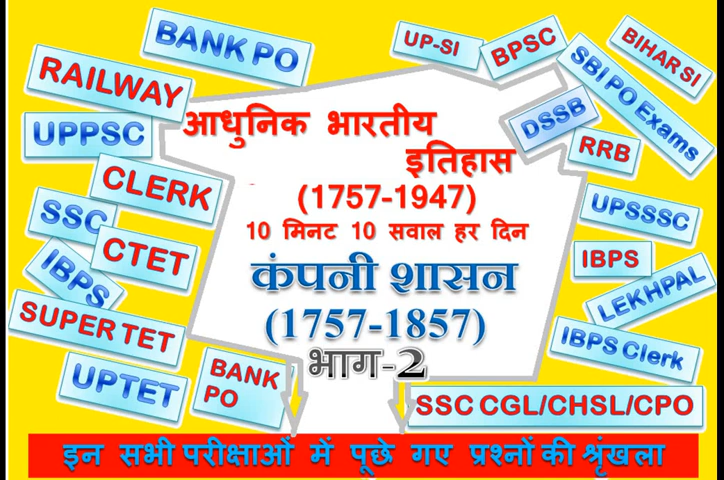 BANK PO
RAILWAY
UPPSC
CLERK
SSC
CTET
IBPS
SUPER TET
UPTET
BANK
PO
UP-SI
BPSC
BIHAR SI
SBI PO Exams
DSSB
RRB
UPSSSC
IBPS
LEKHPAL
IBPS Clerk
SSC CGL/CHSL/CPO
आधुनिक भारतीय
इतिहास
(1757-1947)
10 मिनट 10 सवाल हर दिन
कंपनी शासन
(1757-1857)
भाग-2
इन सभी परीक्षाओं में पूछे गए प्रश्नों की श्रृंखला